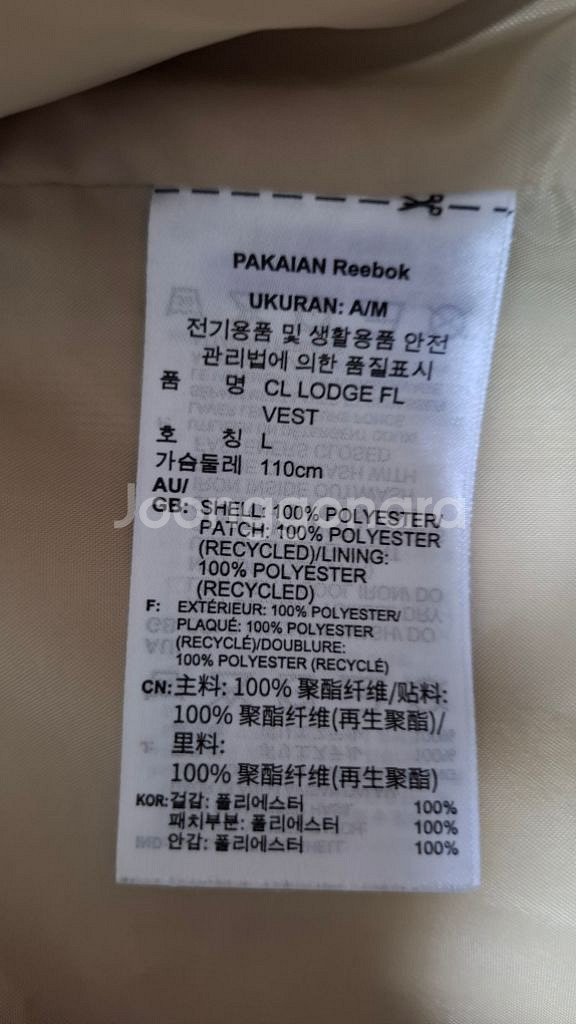 PAKAIAN Reebok
UKURAN: A/M
전기용품 및 생활용품 안전
관리법에 의한 품질표시
품 명 CL LODGE FL
VEST
호 칭 L
가슴둘레 110cm
AU/
GB: SHELL: 100% POLYESTER/
PATCH: 100% POLYESTER
(RECYCLED)/LINING:
100% POLYESTER
(RECYCLED)
F: EXTÉRIEUR: 100% POLYESTER/
PLAQUÉ: 100% POLYESTER
(RECYCLÉ)/DOUBLURE:
100% POLYESTER (RECYCLÉ)
CN: 主料: 100% 聚酯纤维/贴料:
100% 聚酯纤维(再生聚酯)/
里料:
100% 聚酯纤维(再生聚酯)
KOR: 겉감: 폴리에스터 100%
패치부분: 폴리에스터 100%
안감: 폴리에스터 100%
Joonggonara